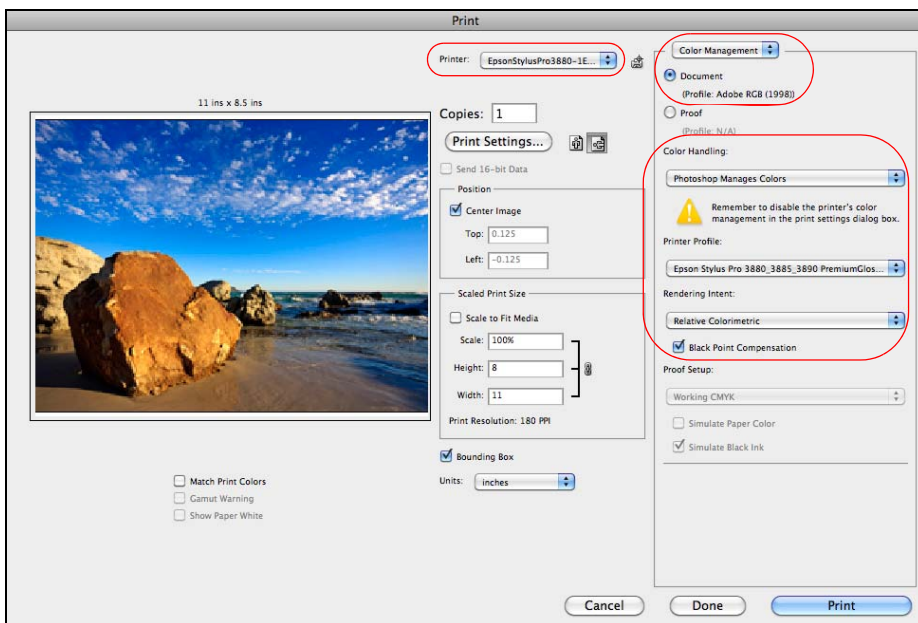 Print
Printer: EpsonStylusPro3880-1E...
11 ins x 8.5 ins
Copies: 1
Print Settings...
Send 16-bit Data
Position
Center Image
Top: 0.125
Left: -0.125
Scaled Print Size
Scale to Fit Media
Scale: 100%
Height: 8
Width: 11
Print Resolution: 180 PPI
Bounding Box
Units: inches
Match Print Colors
Gamut Warning
Show Paper White
Color Management
Document
(Profile: Adobe RGB (1998))
Proof
(Profile: N/A)
Color Handling:
Photoshop Manages Colors
Remember to disable the printer's color
management in the print settings dialog box.
Printer Profile:
Epson Stylus Pro 3880_3885_3890 PremiumGlos...
Rendering Intent:
Relative Colorimetric
Black Point Compensation
Proof Setup:
Working CMYK
Simulate Paper Color
Simulate Black Ink
Cancel
Done
Print